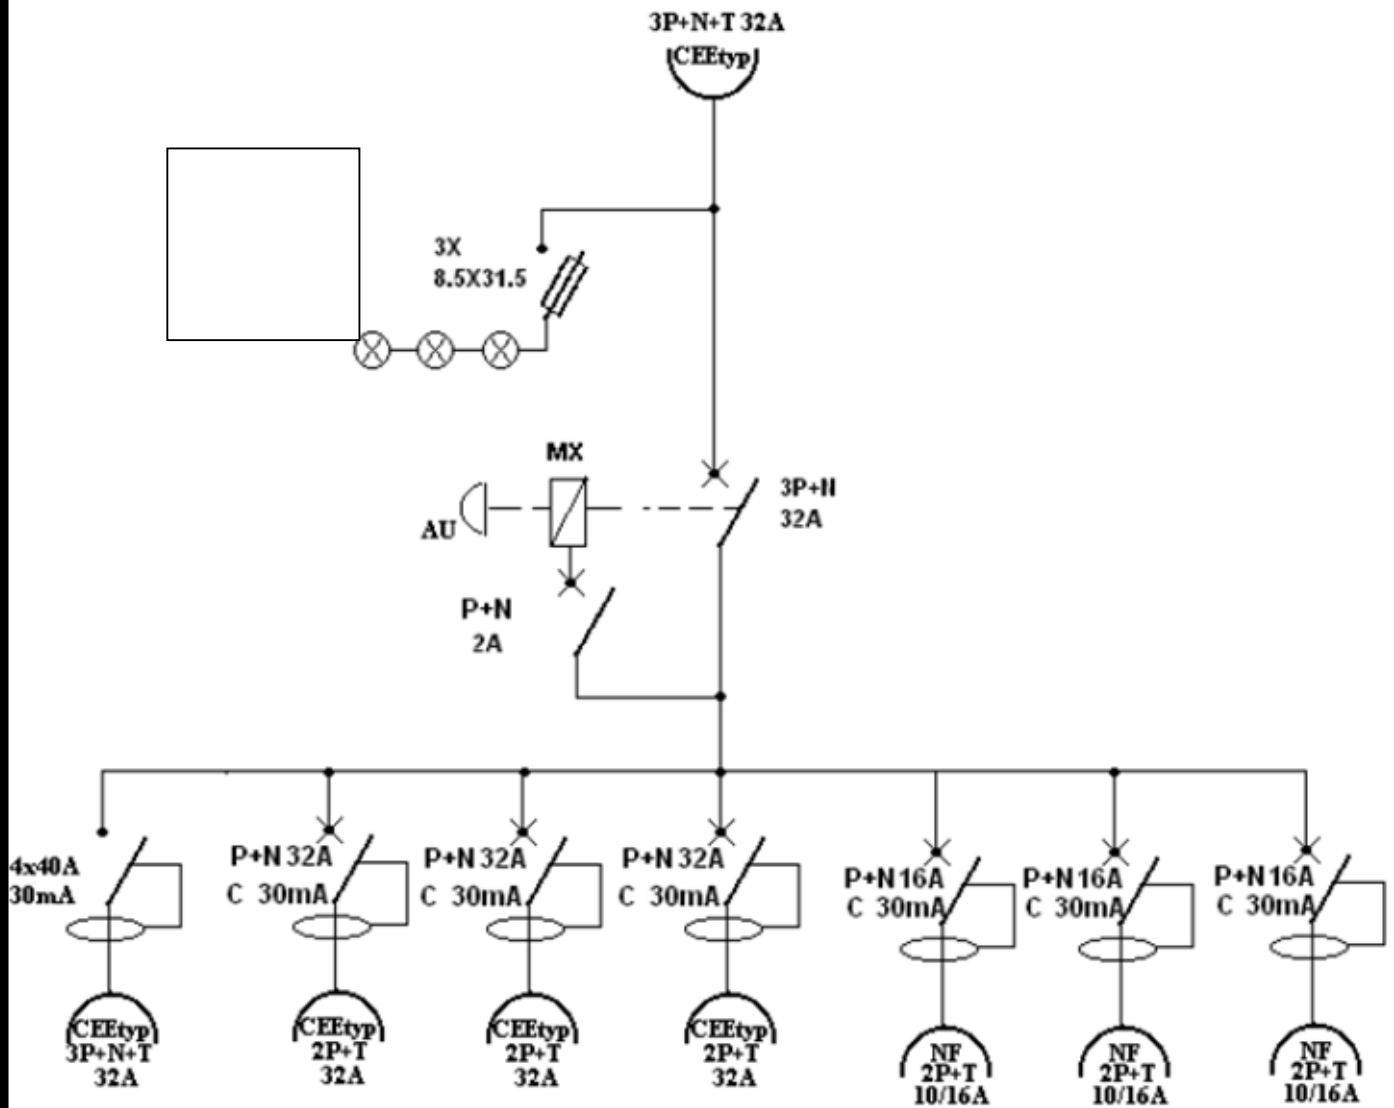 3P+N+T 32A
CEEtyp
3X
8.5X31.5
MX
AU
3P+N
32A
P+N
2A
4x40A
30mA
P+N 32A
C 30mA
P+N 32A
C 30mA
P+N 32A
C 30mA
P+N 16A
C 30mA
P+N 16A
C 30mA
P+N 16A
C 30mA
CEEtyp
3P+N+T
32A
CEEtyp
2P+T
32A
CEEtyp
2P+T
32A
CEEtyp
2P+T
32A
NF
2P+T
10/16A
NF
2P+T
10/16A
NF
2P+T
10/16A